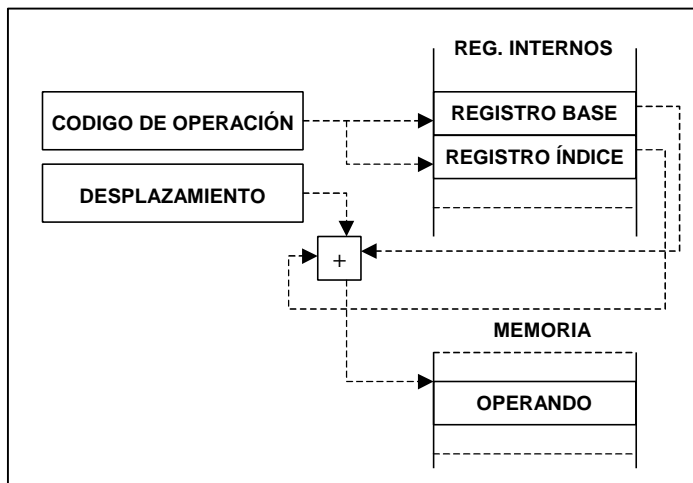 REG. INTERNOS
CODIGO DE OPERACIÓN
REGISTRO BASE
REGISTRO ÍNDICE
DESPLAZAMIENTO
+
MEMORIA
OPERANDO